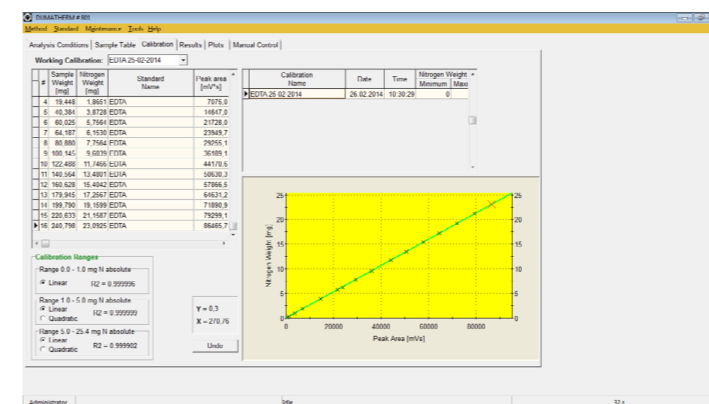 DUMATHERM # 801
Method Standard Maintenance Tools Help
Analysis Conditions Sample Table Calibration Results Plots Manual Control
Working Calibration: EDTA 25-02-2014
# Sample Weight [mg] Nitrogen Weight [mg] Standard Name Peak area [mV*s]
4 19,448 1,8651 EDTA 7075,0
5 40,384 3,8728 EDTA 14647,0
6 60,025 5,7564 EDTA 21728,0
7 64,187 6,1530 EDTA 23949,7
8 80,880 7,7564 EDTA 29255,1
9 100,145 9,6039 EDTA 36189,1
10 122,488 11,7466 EDTA 44170,6
11 140,564 13,4801 EDTA 50630,3
12 160,628 15,4042 EDTA 57866,5
13 179,945 17,2567 EDTA 64631,2
14 199,790 19,1599 EDTA 71890,9
15 220,633 21,1587 EDTA 79299,1
16 240,798 23,0925 EDTA 86465,7
Calibration Name Date Time Nitrogen Weight Minimum Maxi
EDTA 25 02 2014 26.02.2014 10:30:29 0
Calibration Ranges
Range 0.0 - 1.0 mg N absolute
Linear R2 = 0.999996
Range 1.0 - 5.0 mg N absolute
Linear
Quadratic R2 = 0.999999
Range 5.0 - 25.4 mg N absolute
Linear
Quadratic R2 = 0.999902
Y = 0,3
X = 270,76
Undo
Nitrogen Weight [mg]
25 25
20 20
15 15
10 10
5 5
0 0
0 20000 40000 60000 80000
Peak Area [mVs]
Administrator Idle 32 s